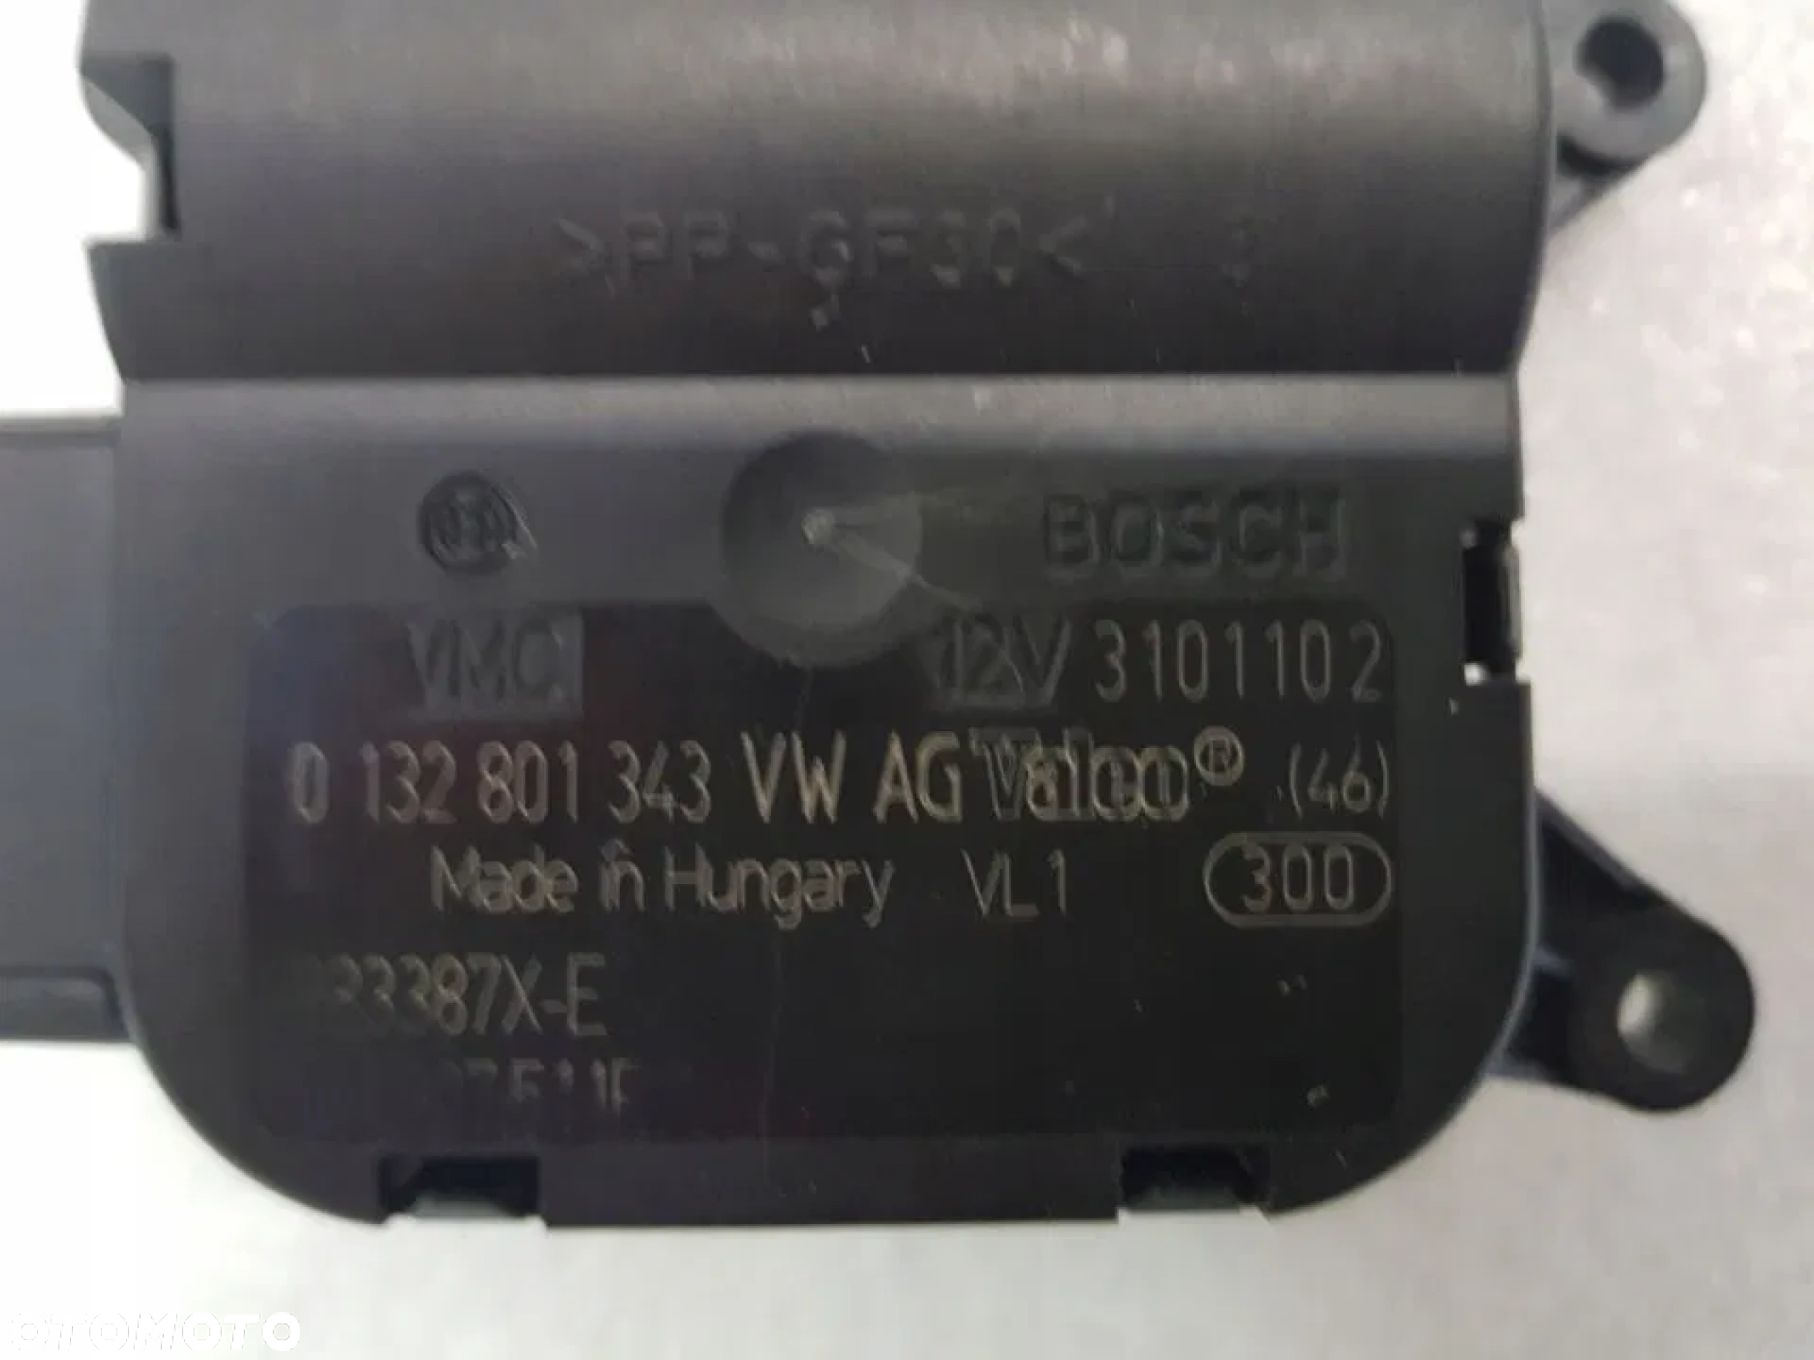 >PP-GF30<
BOSCH
VMC 12V 3101102
0 132 801 343 VW AG Valeo® (46)
Made in Hungary VL1 300
33387X-E
OTOMOTO